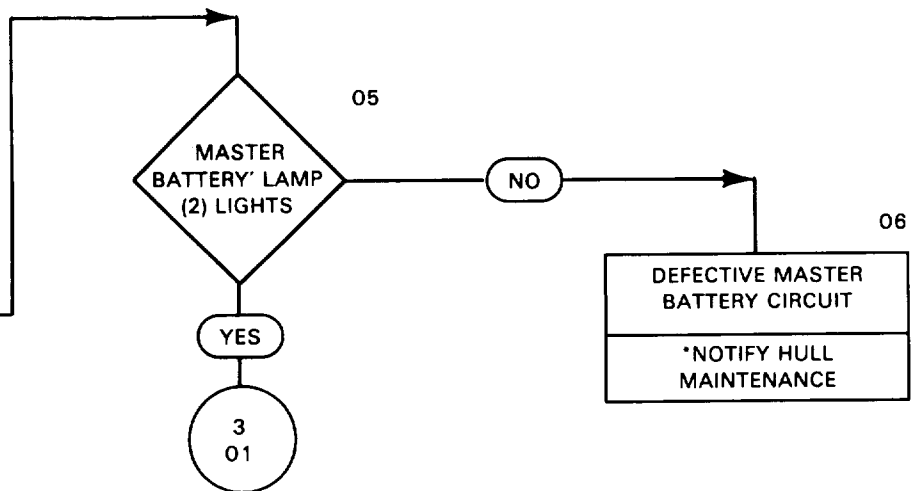 05
MASTER
BATTERY' LAMP
(2) LIGHTS
NO
06
DEFECTIVE MASTER
BATTERY CIRCUIT
*NOTIFY HULL
MAINTENANCE
YES
3
01